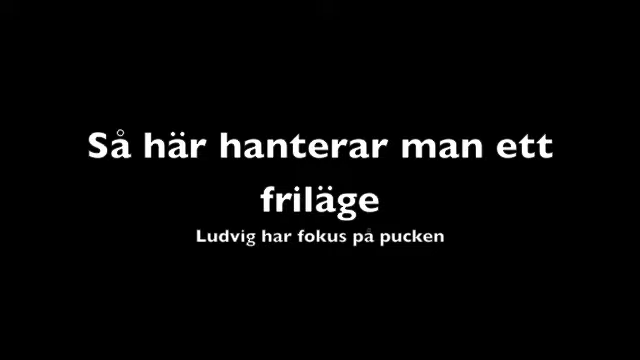 Så här hanterar man ett
friläge
Ludvig har fokus på pucken